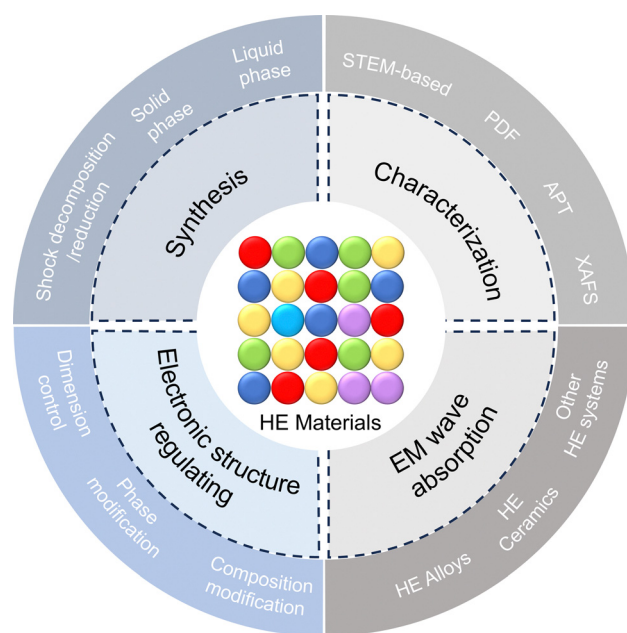 Liquid
phase
Solid
phase
Shock decomposition
/reduction
Synthesis
STEM-based
PDF
APT
XAFS
Characterization
HE Materials
Dimension
control
Phase
modification
Composition
modification
Electronic structure
regulating
EM wave
absorption
Other
HE systems
HE
Ceramics
HE Alloys